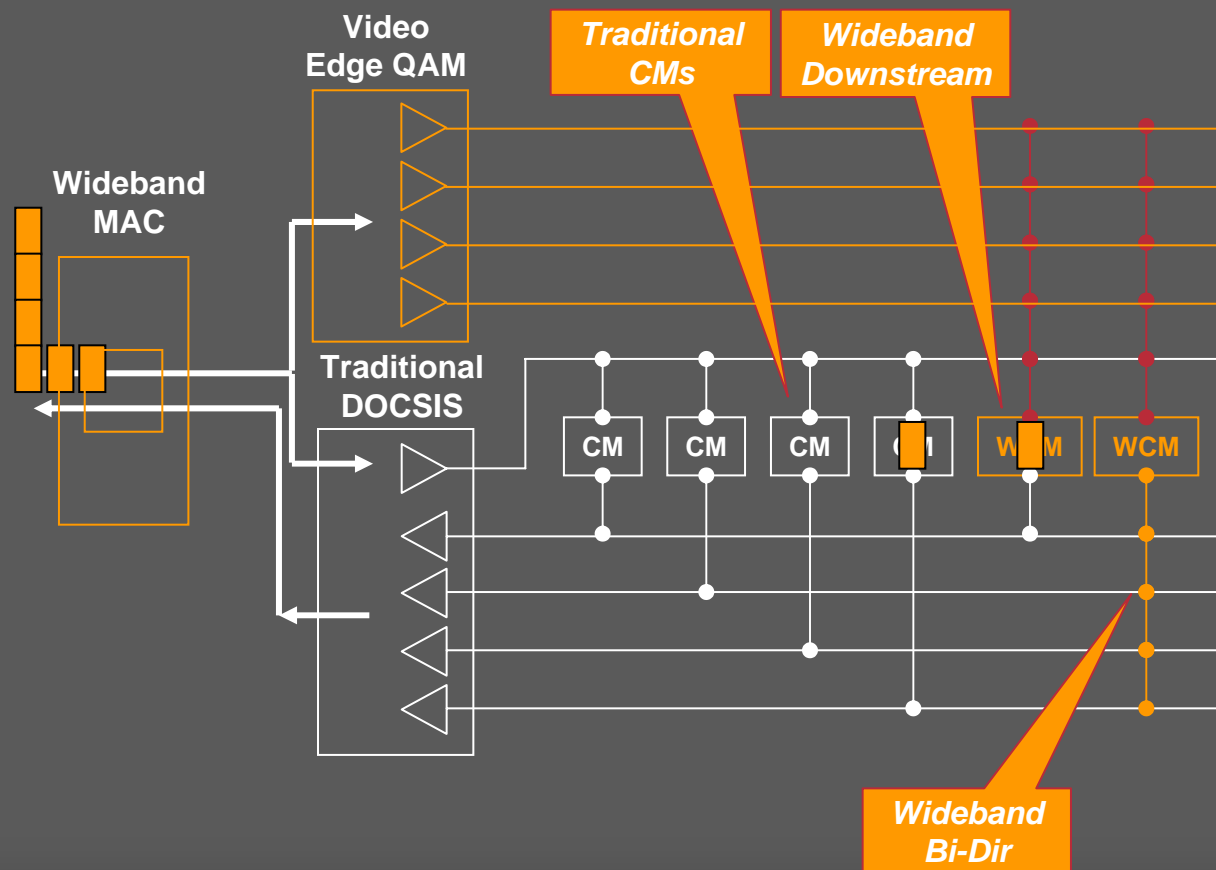 Video
Edge QAM
Traditional
CMs
Wideband
Downstream
Wideband
MAC
Traditional
DOCSIS
CM
CM
CM
WCM
Wideband
Bi-Dir